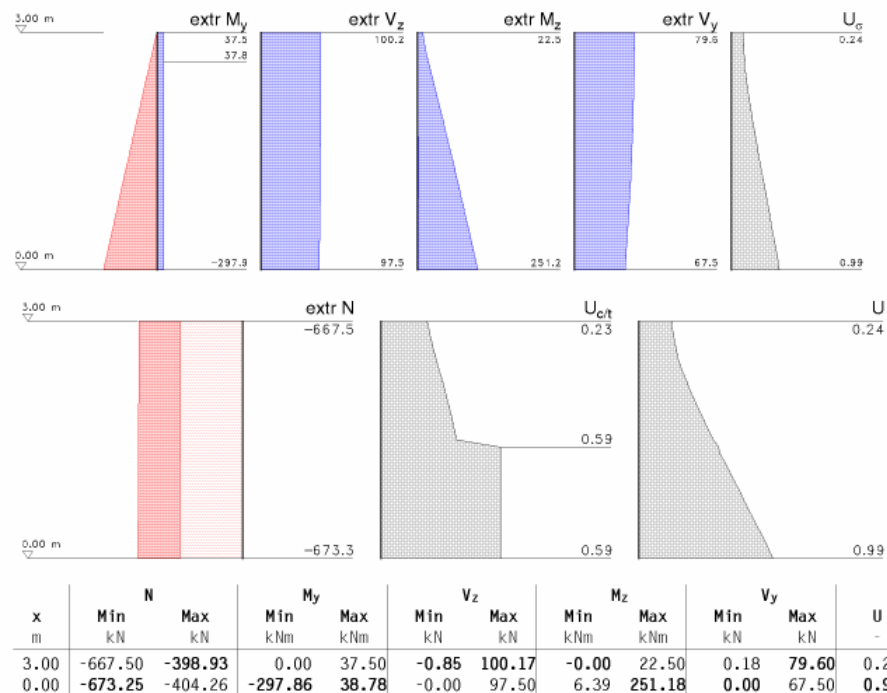 3.00 m extr My extr Vz extr Mz extr Vy Uσ
37.5 100.2 22.5 79.6 0.24
37.8
0.00 m -297.9 97.5 251.2 67.5 0.99
3.00 m extr N Uc/t U
-667.5 0.23 0.24
0.59
0.00 m -673.3 0.59 0.99
N My Vz Mz Vy
x Min Max Min Max Min Max Min Max Min Max U
m kN kN kNm kNm kN kN kNm kNm kN kN -
3.00 -667.50 -398.93 0.00 37.50 -0.85 100.17 -0.00 22.50 0.18 79.60 0.2
0.00 -673.25 -404.26 -297.86 38.78 -0.00 97.50 6.39 251.18 0.00 67.50 0.9